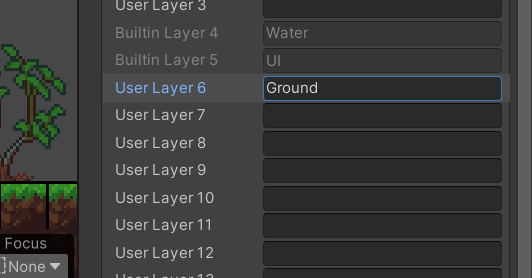 User Layer 3
Builtin Layer 4 Water
Builtin Layer 5 UI
User Layer 6 Ground
User Layer 7
User Layer 8
User Layer 9
User Layer 10
User Layer 11
User Layer 12
Focus
None